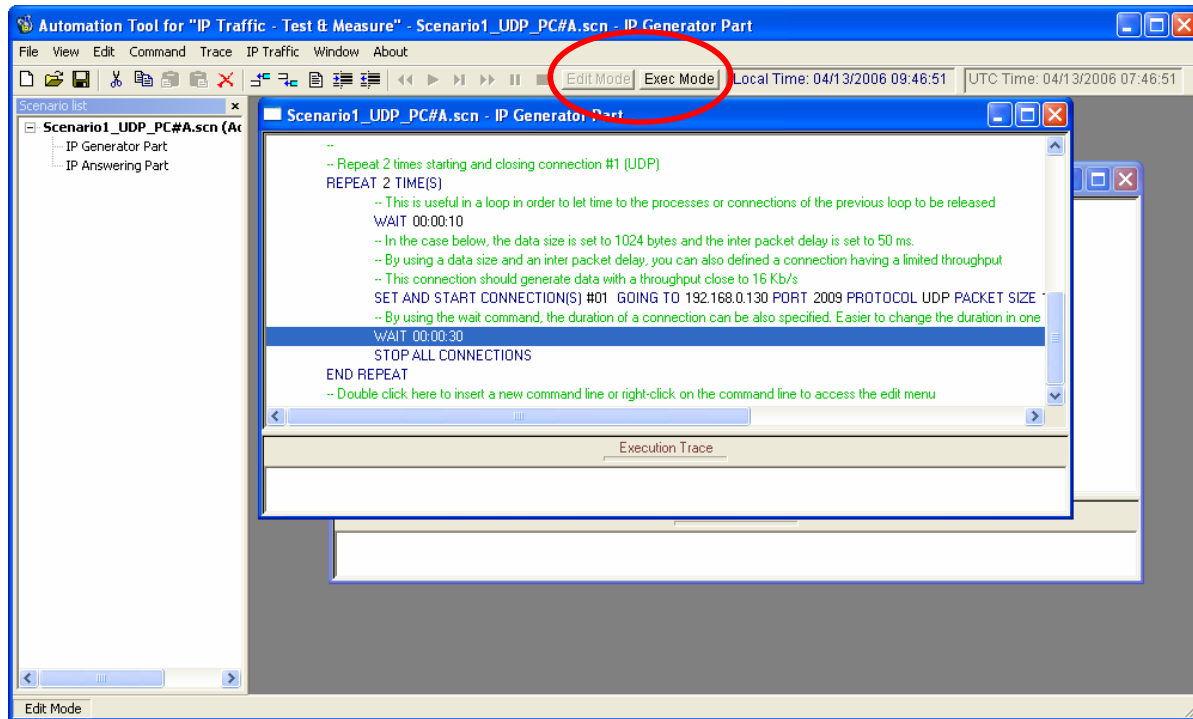 Automation Tool for "IP Traffic - Test & Measure" - Scenario1_UDP_PC#A.scn - IP Generator Part
File View Edit Command Trace IP Traffic Window About
Edit Mode Exec Mode Local Time: 04/13/2006 09:46:51 UTC Time: 04/13/2006 07:46:51
Scenario list
Scenario1_UDP_PC#A.scn (Ac
IP Generator Part
IP Answering Part
Scenario1_UDP_PC#A.scn - IP Generator Part
--
-- Repeat 2 times starting and closing connection #1 (UDP)
REPEAT 2 TIME(S)
-- This is useful in a loop in order to let time to the processes or connections of the previous loop to be released
WAIT 00:00:10
-- In the case below, the data size is set to 1024 bytes and the inter packet delay is set to 50 ms.
-- By using a data size and an inter packet delay, you can also defined a connection having a limited throughput
-- This connection should generate data with a throughput close to 16 Kb/s
SET AND START CONNECTION(S) #01 GOING TO 192.168.0.130 PORT 2009 PROTOCOL UDP PACKET SIZE
-- By using the wait command, the duration of a connection can be also specified. Easier to change the duration in one
WAIT 00:00:30
STOP ALL CONNECTIONS
END REPEAT
-- Double click here to insert a new command line or right-click on the command line to access the edit menu
Execution Trace
Edit Mode